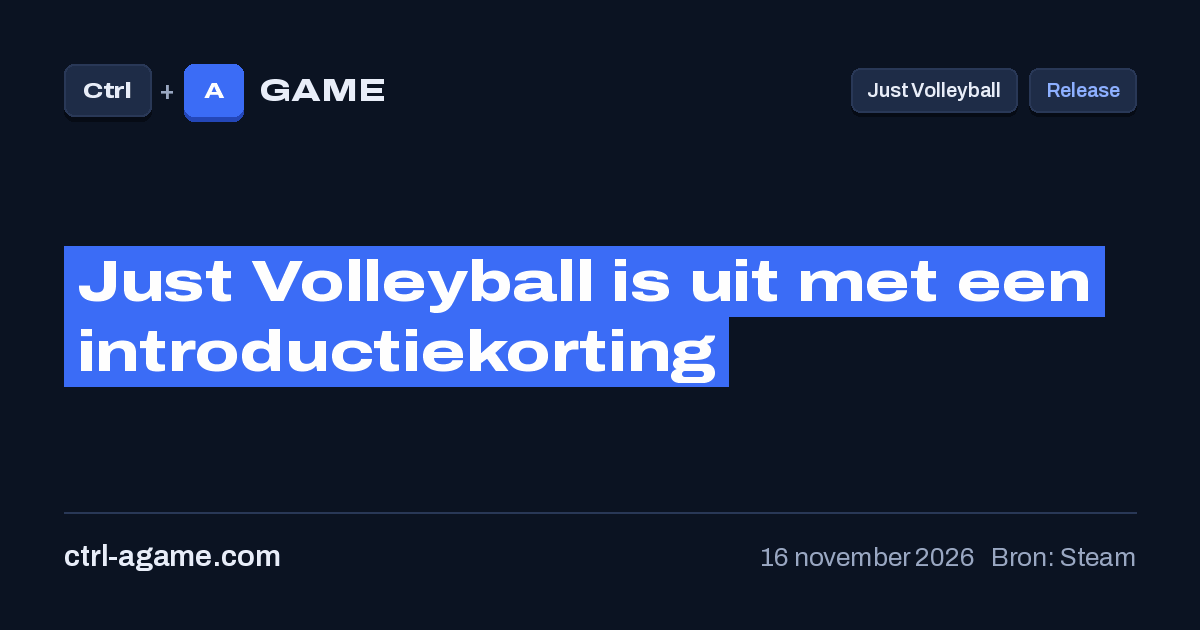 Ctrl + A GAME
Just Volleyball Release
Just Volleyball is uit met een
introductiekorting
ctrl-agame.com
16 november 2026 Bron: Steam